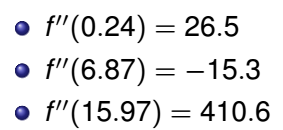 • f''(0.24) = 26.5
• f''(6.87) = −15.3
• f''(15.97) = 410.6